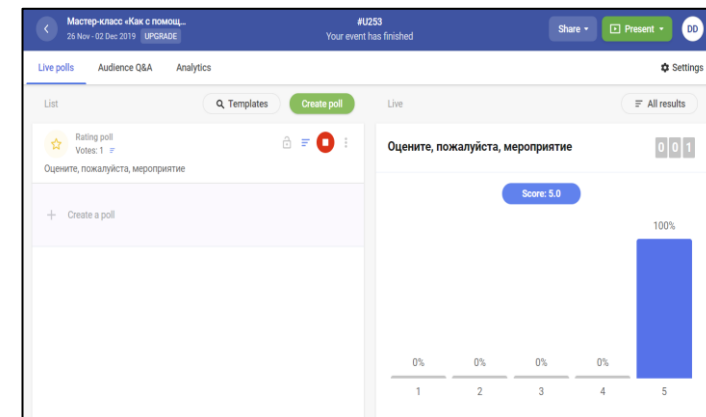 Мастер-класс «Как с помощ...
26 Nov - 02 Dec 2019 UPGRADE
#U253
Your event has finished
Share
Present
DD
Live polls Audience Q&A Analytics
Settings
List
Templates
Create poll
Live
All results
Rating poll
Votes: 1
Оцените, пожалуйста, мероприятие
+ Create a poll
Оцените, пожалуйста, мероприятие
0 0 1
Score: 5.0
100%
0% 0% 0% 0%
1 2 3 4 5